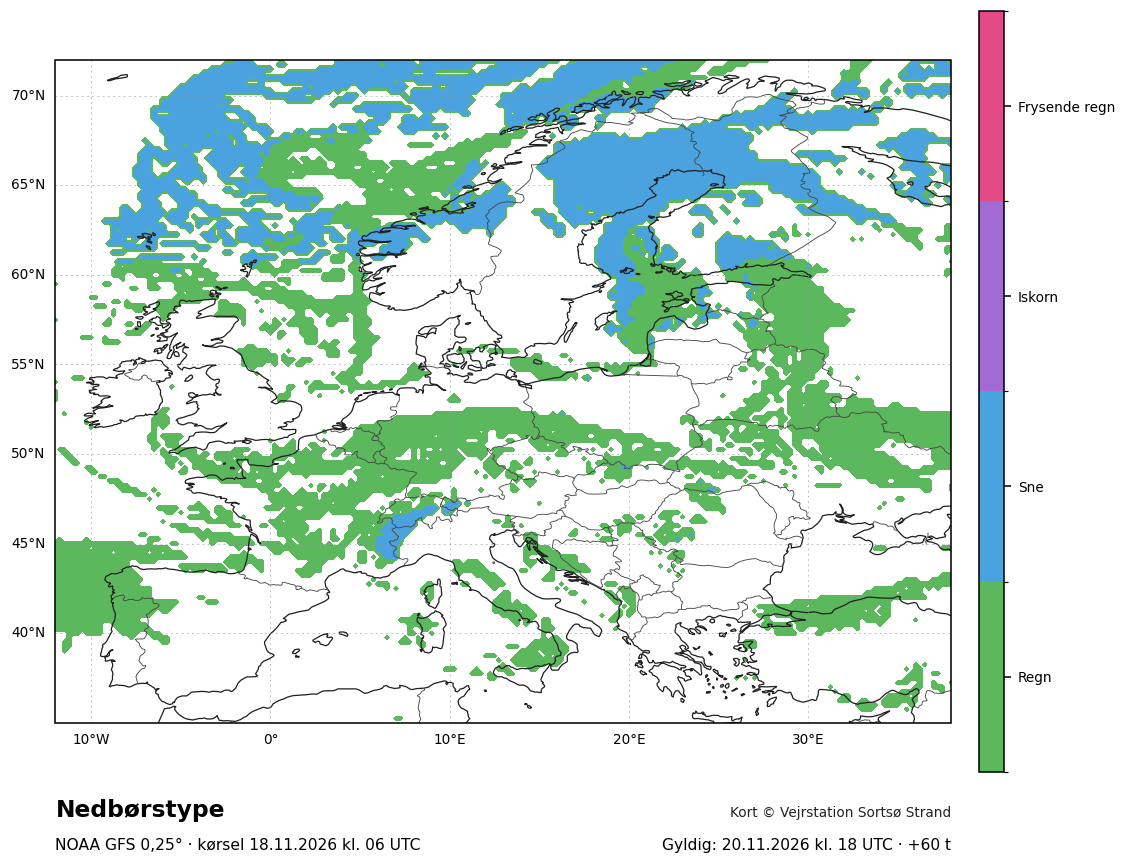 70°N
65°N
60°N
55°N
50°N
45°N
40°N
10°W
0°
10°E
20°E
30°E
Frysende regn
Iskorn
Sne
Regn
Nedbørstype
Kort © Vejrstation Sortsø Strand
NOAA GFS 0,25° · kørsel 18.11.2026 kl. 06 UTC
Gyldig: 20.11.2026 kl. 18 UTC · +60 t